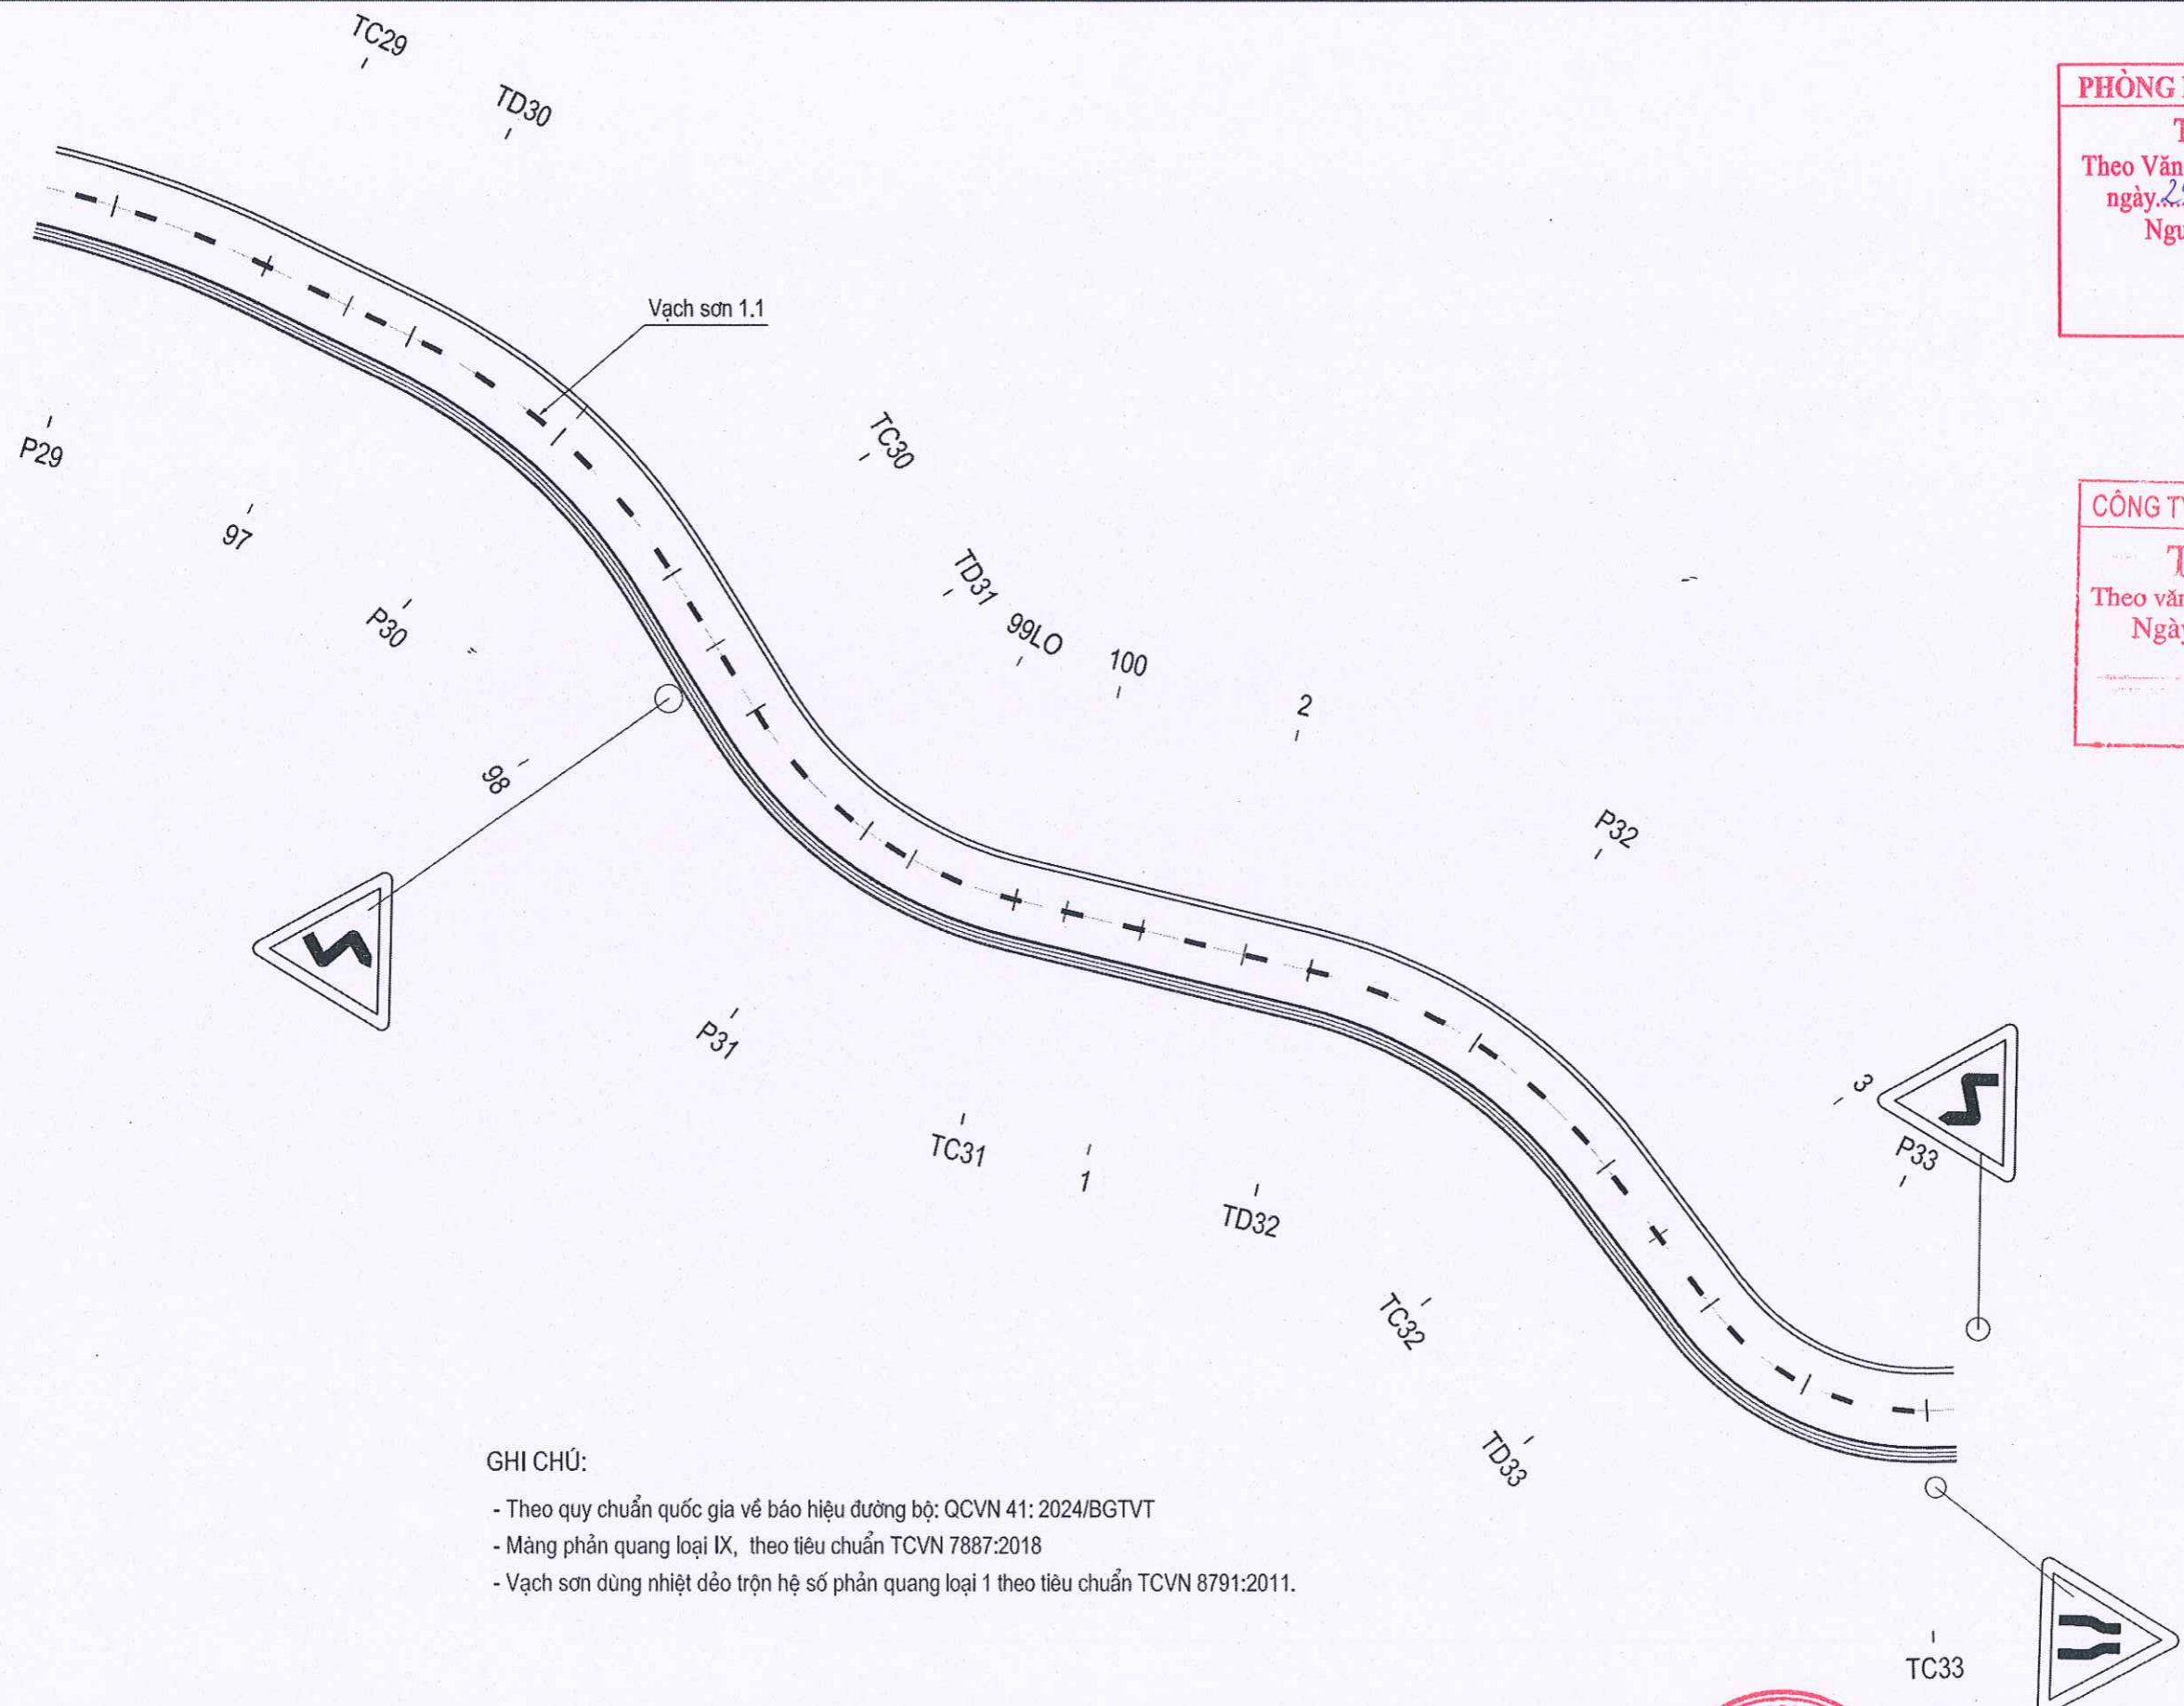 TC29
TD30
PHÒNG
Theo Văn
ngày
Vạch sơn 1.1
P29
TC30
CÔNG TY
97
TD31
Theo văn
P30
99LO
100
2
98
P32
P31
3
TC31
P33
1
TD32
TC32
TD33
GHI CHÚ:
- Theo quy chuẩn quốc gia về báo hiệu đường bộ: QCVN 41: 2024/BGTVT
- Màng phản quang loại IX, theo tiêu chuẩn TCVN 7887:2018
- Vạch sơn dùng nhiệt dẻo trộn hệ số phản quang loại 1 theo tiêu chuẩn TCVN 8791:2011.
TC33